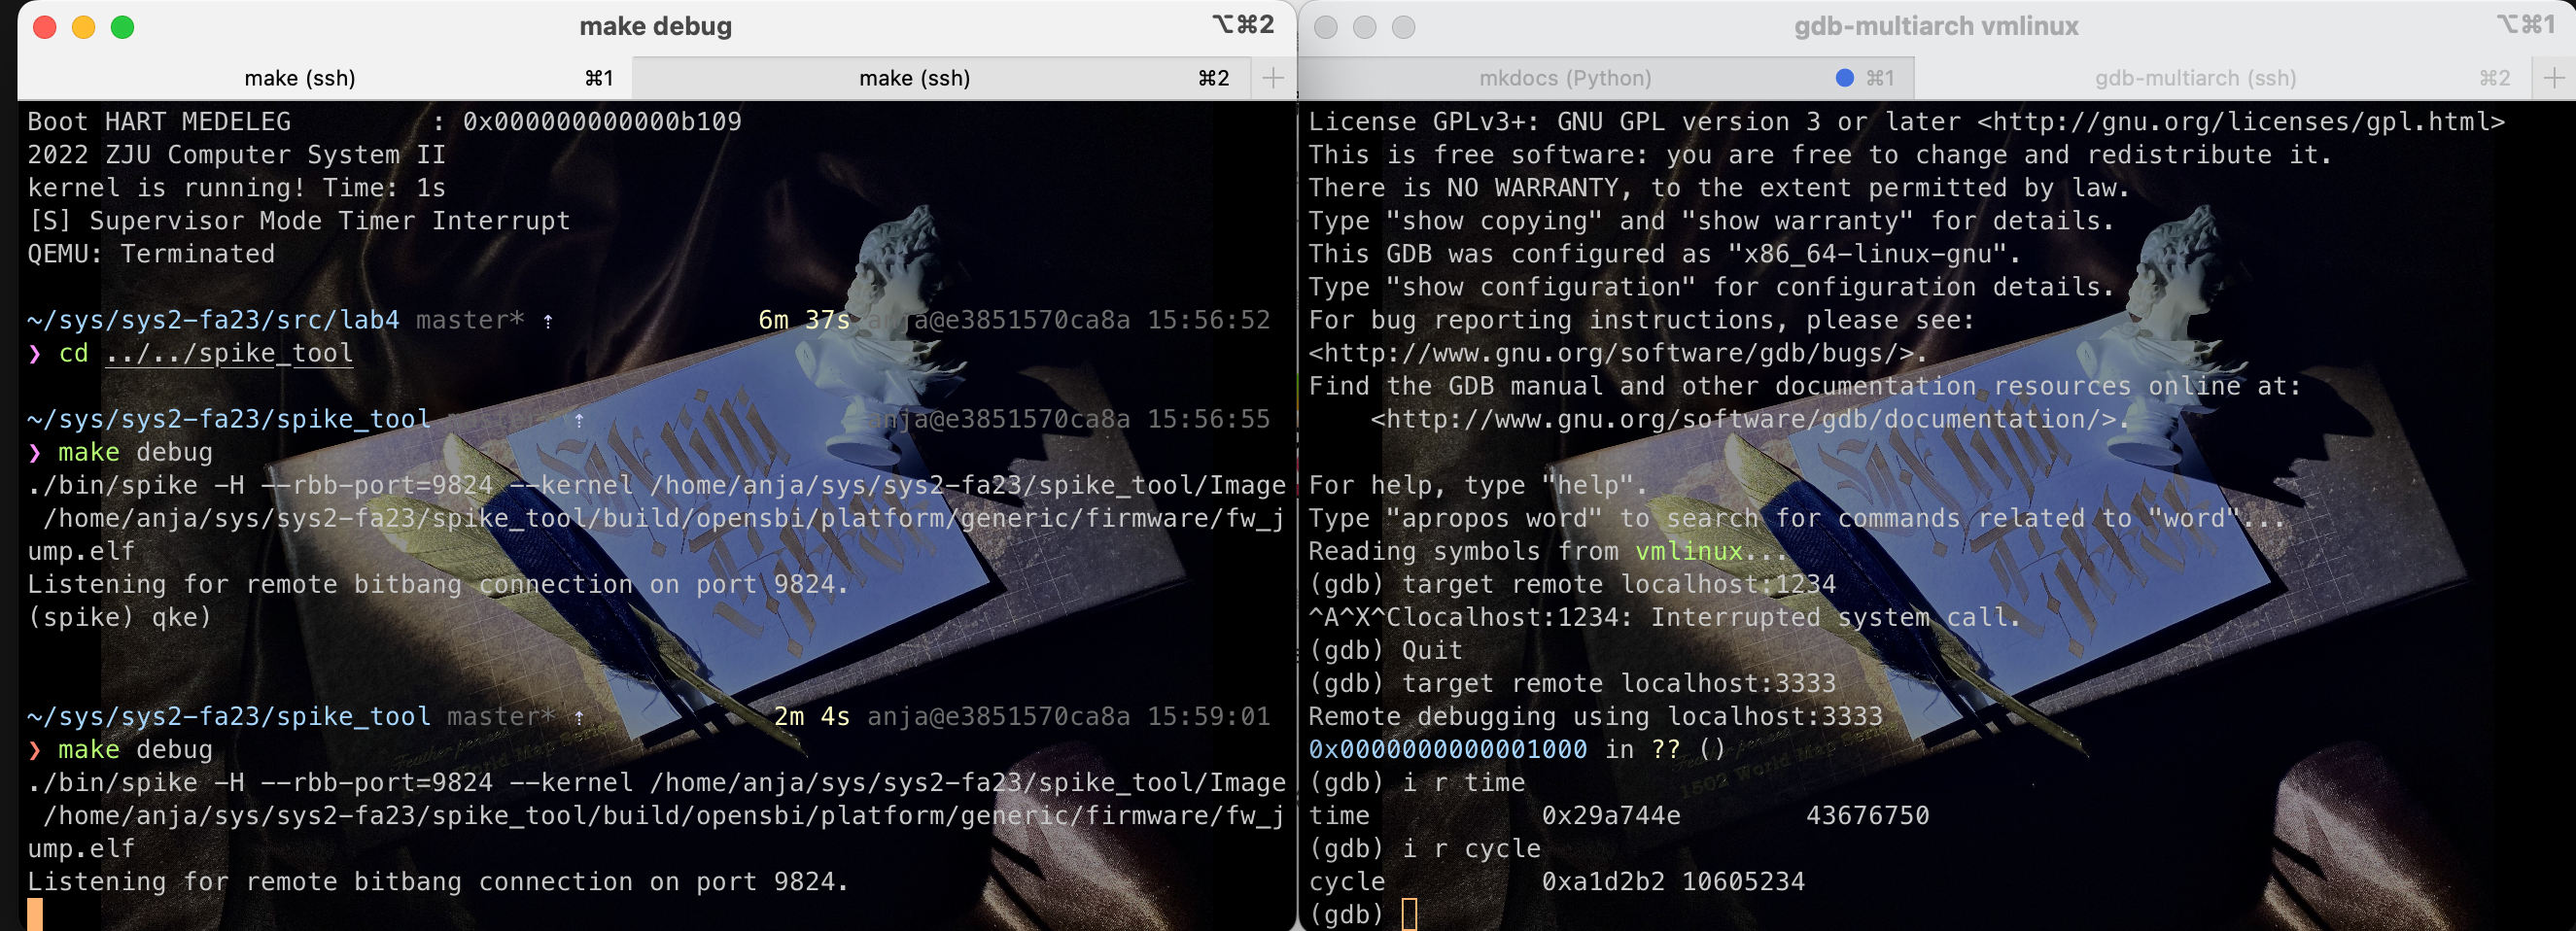 make debug
⌥⌘2
make (ssh)
⌘1
make (ssh)
⌘2
Boot HART MEDELEG         : 0x000000000000b109
2022 ZJU Computer System II
kernel is running! Time: 1s
[S] Supervisor Mode Timer Interrupt
QEMU: Terminated
~/sys/sys2-fa23/src/lab4 master* ⇡ 6m 37s anja@e3851570ca8a 15:56:52
❯ cd ../../spike_tool
~/sys/sys2-fa23/spike_tool master* ⇡ anja@e3851570ca8a 15:56:55
❯ make debug
./bin/spike -H --rbb-port=9824 --kernel /home/anja/sys/sys2-fa23/spike_tool/Image
 /home/anja/sys/sys2-fa23/spike_tool/build/opensbi/platform/generic/firmware/fw_j
ump.elf
Listening for remote bitbang connection on port 9824.
(spike) qke)
~/sys/sys2-fa23/spike_tool master* ⇡ 2m 4s anja@e3851570ca8a 15:59:01
❯ make debug
./bin/spike -H --rbb-port=9824 --kernel /home/anja/sys/sys2-fa23/spike_tool/Image
 /home/anja/sys/sys2-fa23/spike_tool/build/opensbi/platform/generic/firmware/fw_j
ump.elf
Listening for remote bitbang connection on port 9824.
gdb-multiarch vmlinux
⌥⌘1
mkdocs (Python)
⌘1
gdb-multiarch (ssh)
⌘2
License GPLv3+: GNU GPL version 3 or later <http://gnu.org/licenses/gpl.html>
This is free software: you are free to change and redistribute it.
There is NO WARRANTY, to the extent permitted by law.
Type "show copying" and "show warranty" for details.
This GDB was configured as "x86_64-linux-gnu".
Type "show configuration" for configuration details.
For bug reporting instructions, please see:
<http://www.gnu.org/software/gdb/bugs/>.
Find the GDB manual and other documentation resources online at:
    <http://www.gnu.org/software/gdb/documentation/>.
For help, type "help".
Type "apropos word" to search for commands related to "word"...
Reading symbols from vmlinux...
(gdb) target remote localhost:1234
^A^X^Clocalhost:1234: Interrupted system call.
(gdb) Quit
(gdb) target remote localhost:3333
Remote debugging using localhost:3333
0x0000000000001000 in ?? ()
(gdb) i r time
time           0x29a744e        43676750
(gdb) i r cycle
cycle          0xa1d2b2 10605234
(gdb)
1502 World Map Series